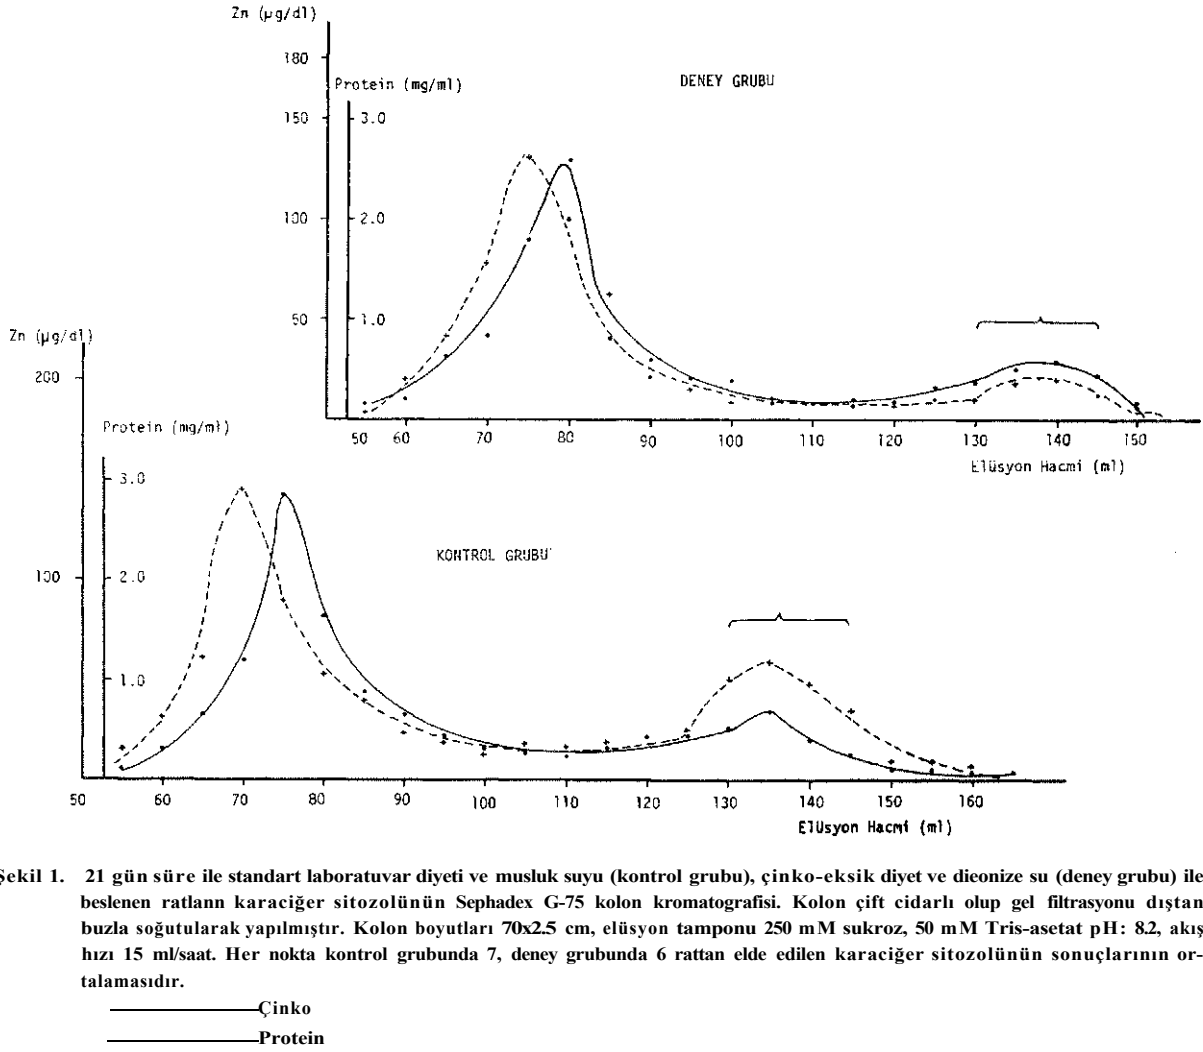 Zn (µg/dl)
180
Protein (mg/ml)
DENEY GRUBU
150
3.0
100
2.0
50
1.0
50 60 70 80 90 100 110 120 130 140 150
Elüsyon Hacmi (ml)
Zn (µg/dl)
200
Protein (mg/ml)
3.0
KONTROL GRUBU
100
2.0
1.0
50 60 70 80 90 100 110 120 130 140 150 160
Elüsyon Hacmi (ml)
Şekil 1. 21 gün süre ile standart laboratuvar diyeti ve musluk suyu (kontrol grubu), çinko-eksik diyet ve dieonize su (deney grubu) ile
beslenen ratlann karaciğer sitozolünün Sephadex G-75 kolon kromatografisi. Kolon çift cidarlı olup gel filtrasyonu dıştan
buzla soğutularak yapılmıştır. Kolon boyutları 70x2.5 cm, elüsyon tamponu 250 mM sukroz, 50 mM Tris-asetat pH: 8.2, akış
hızı 15 ml/saat. Her nokta kontrol grubunda 7, deney grubunda 6 rattan elde edilen karaciğer sitozolünün sonuçlarının or-
talamasıdır.
Çinko
Protein